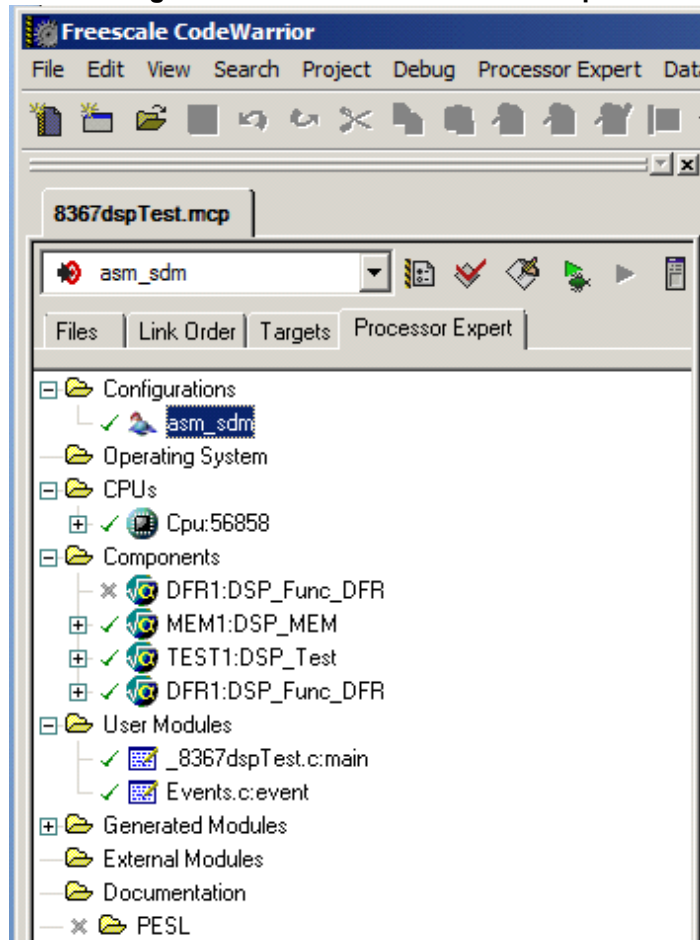 Freescale CodeWarrior
File Edit View Search Project Debug Processor Expert Data
8367dspTest.mcp
asm_sdm
Files Link Order Targets Processor Expert
Configurations
asm_sdm
Operating System
CPUs
Cpu:56858
Components
DFR1:DSP_Func_DFR
MEM1:DSP_MEM
TEST1:DSP_Test
DFR1:DSP_Func_DFR
User Modules
_8367dspTest.c:main
Events.c:event
Generated Modules
External Modules
Documentation
PESL